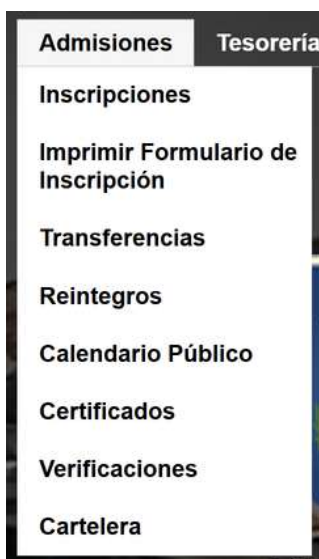 Admisiones Tesorería
Inscripciones
Imprimir Formulario de
Inscripción
Transferencias
Reintegros
Calendario Público
Certificados
Verificaciones
Cartelera